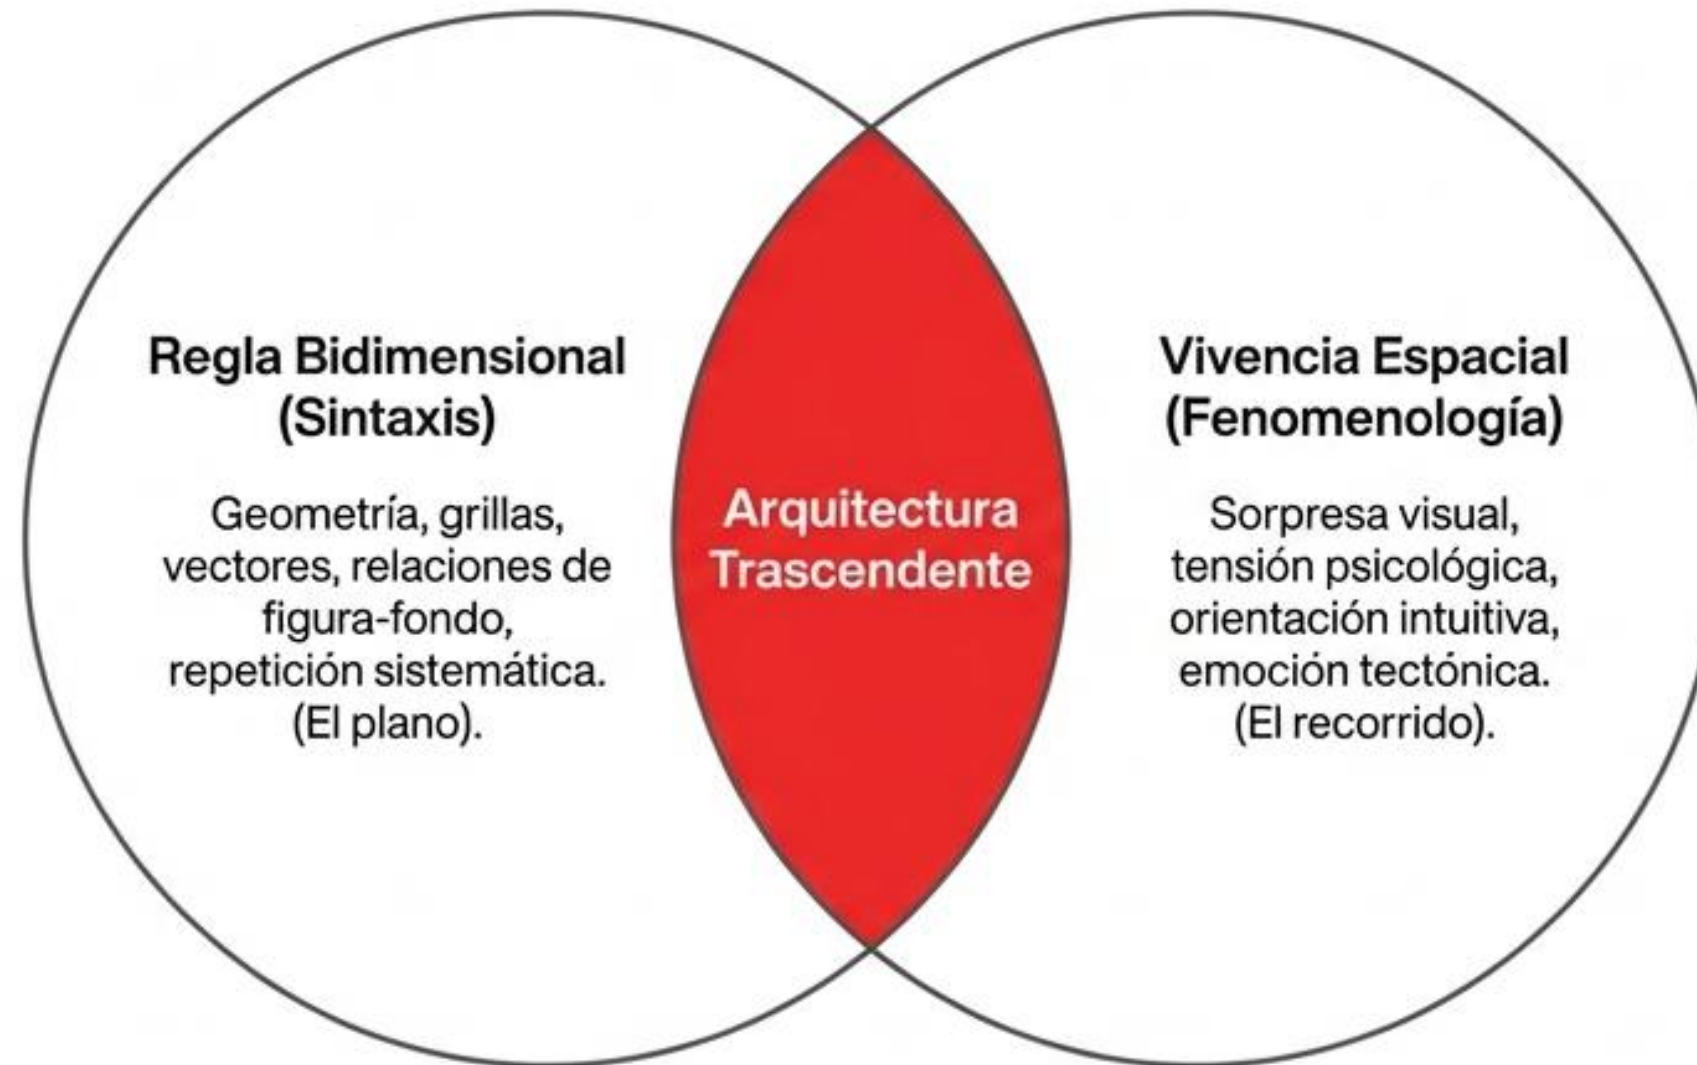 Regla Bidimensional
(Sintaxis)
Geometría, grillas,
vectores, relaciones de
figura-fondo,
repetición sistemática.
(El plano).
Arquitectura
Trascendente
Vivencia Espacial
(Fenomenología)
Sorpresa visual,
tensión psicológica,
orientación intuitiva,
emoción tectónica.
(El recorrido).